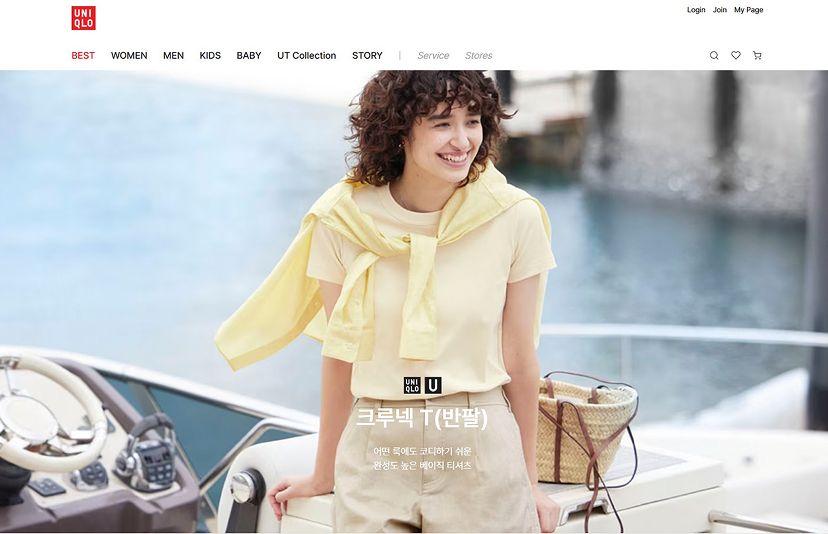 UNI
QLO
Login Join My Page
BEST WOMEN MEN KIDS BABY UT Collection STORY | Service Stores
UNI
QLO U
크루넥 T(반팔)
어떤 룩에도 코디하기 쉬운
완성도 높은 베이직 티셔츠